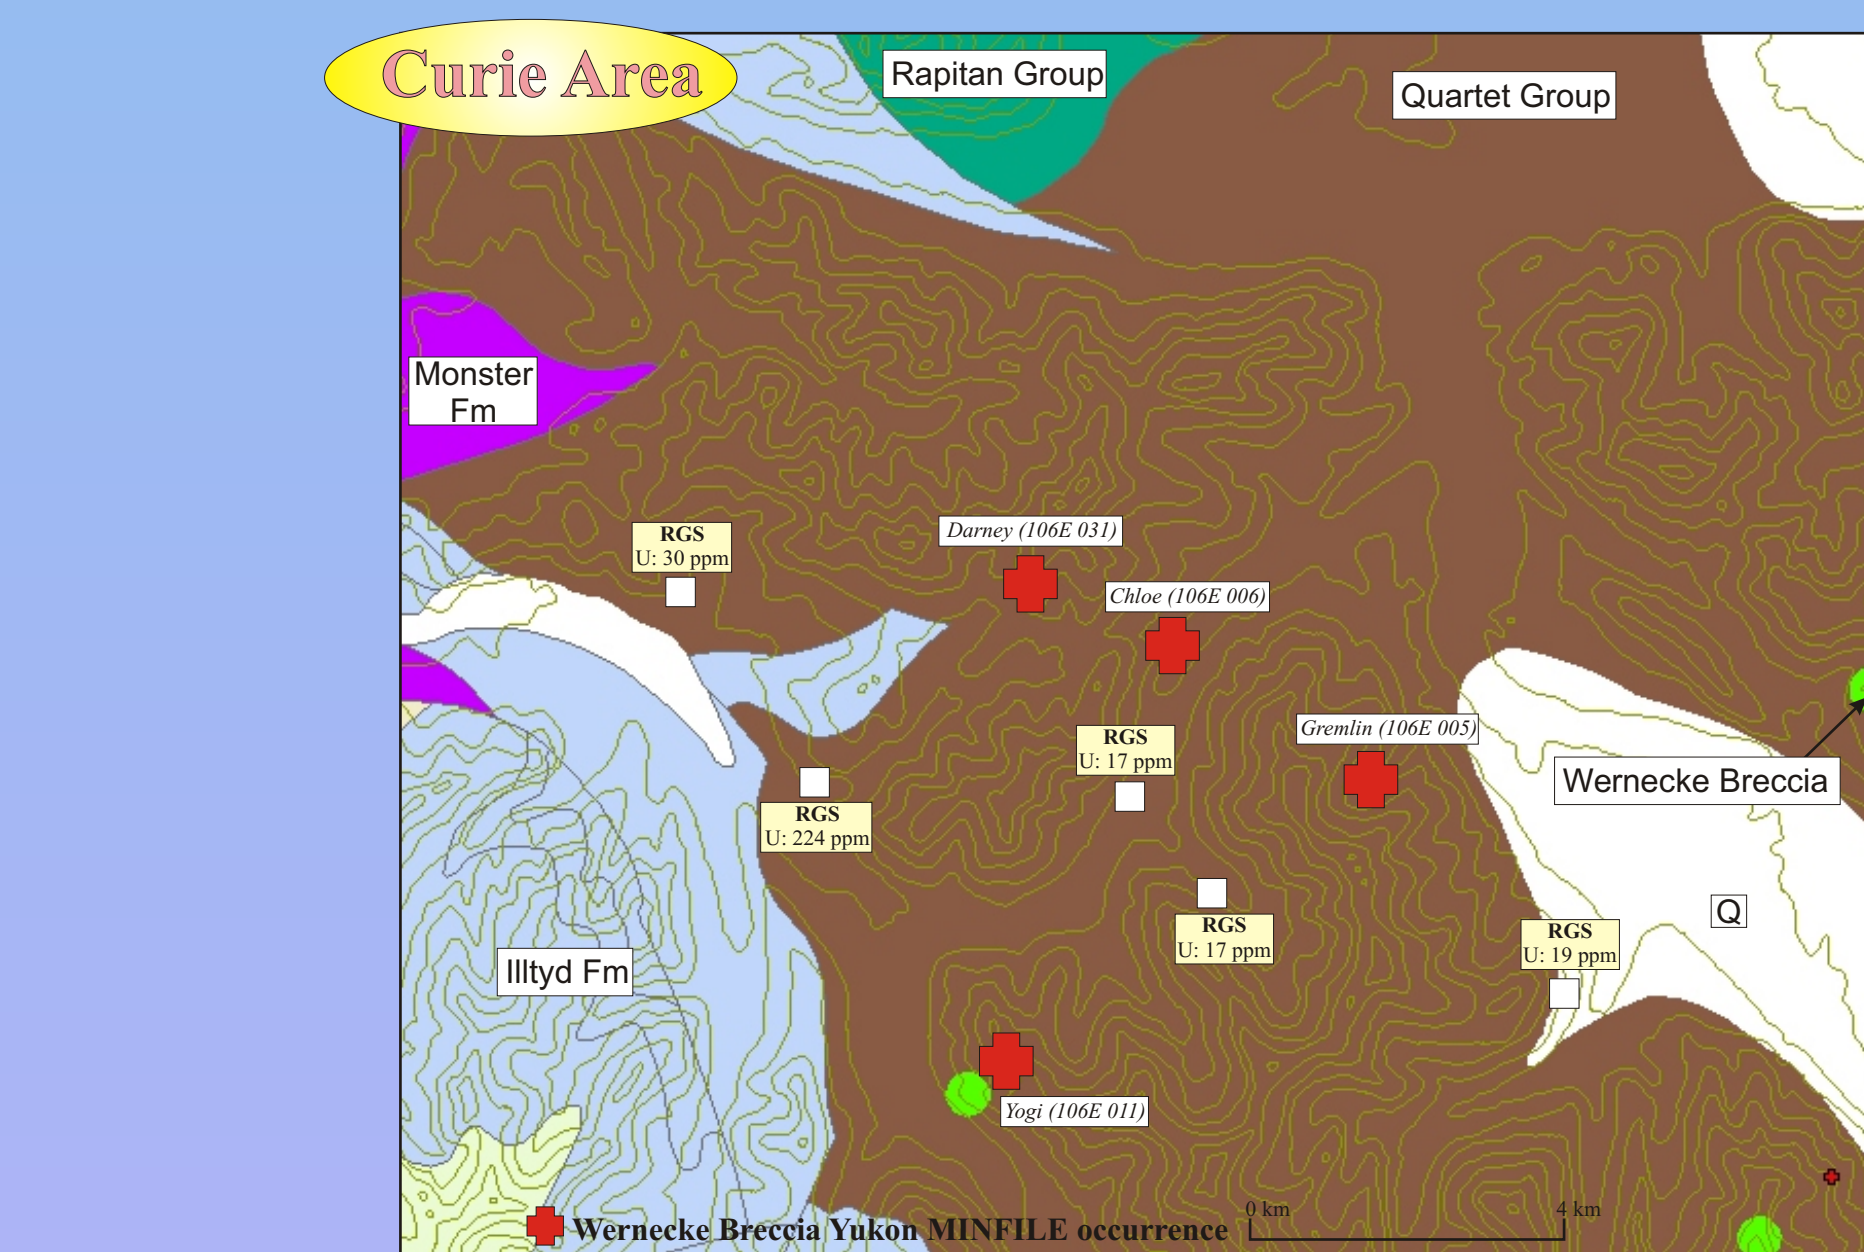 Curie Area
Rapitan Group
Quartet Group
Monster
Fm
RGS
U: 30 ppm
Darney (106E 031)
Chloe (106E 006)
Gremlin (106E 005)
RGS
U: 17 ppm
Wernecke Breccia
RGS
U: 224 ppm
Q
RGS
U: 17 ppm
RGS
U: 19 ppm
Illtyd Fm
Yogi (106E 011)
Wernecke Breccia Yukon MINFILE occurrence
0 km
4 km